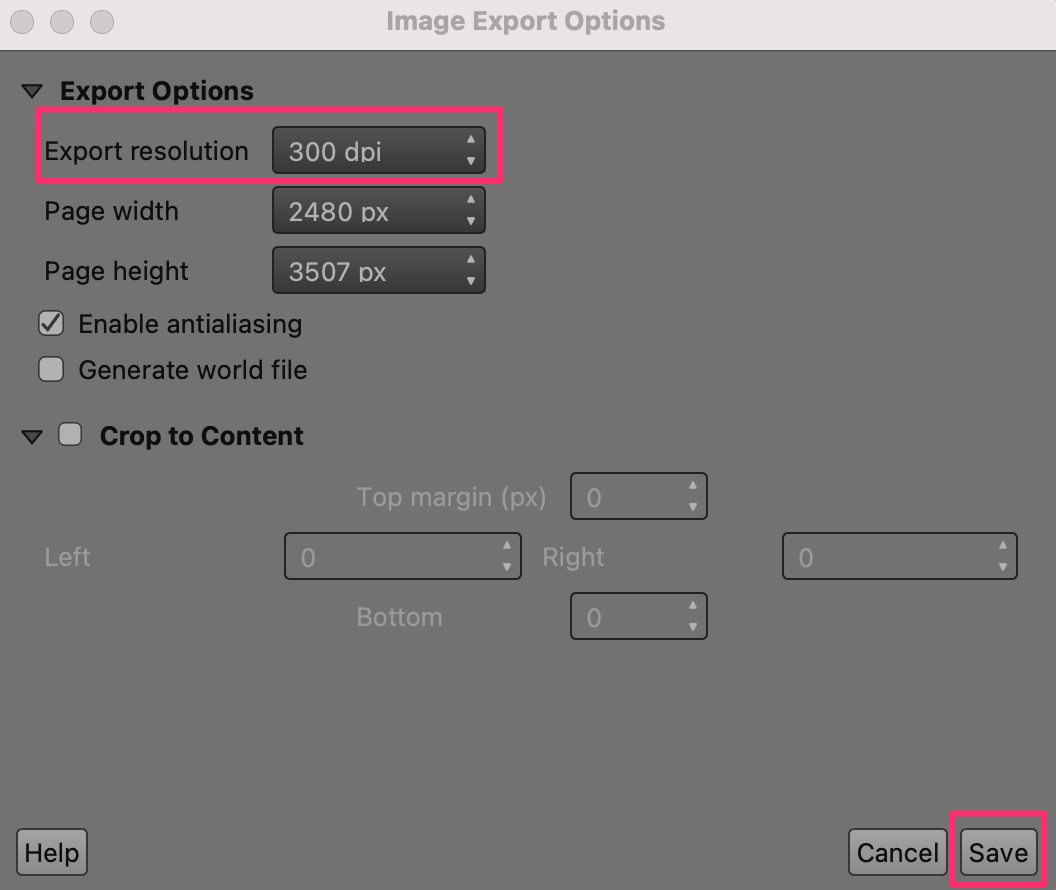 Image Export Options
Export Options
Export resolution 300 dpi
Page width 2480 px
Page height 3507 px
Enable antialiasing
Generate world file
Crop to Content
Top margin (px) 0
Left 0 Right 0
Bottom 0
Help Cancel Save